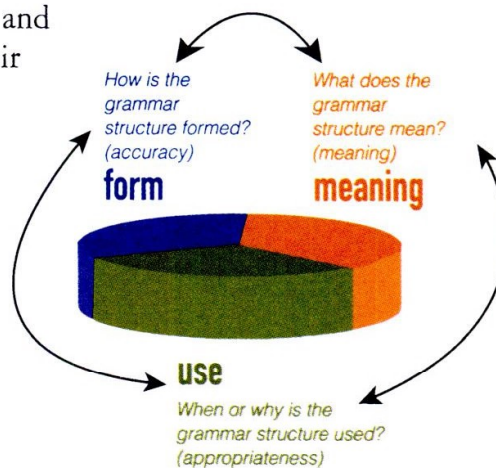 and
ir
How is the
grammar
structure formed?
(accuracy)
form
What does the
grammar
structure mean?
(meaning)
meaning
use
When or why is the
grammar structure used?
(appropriateness)